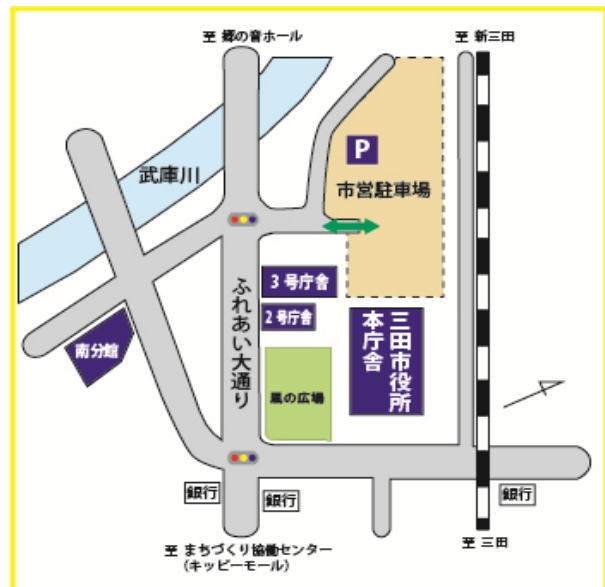 至 郷の音ホール
至 新三田
武庫川
P
市営駐車場
3号庁舎
2号庁舎
ふれあい大通り
南分館
風の広場
三田市役所
本庁舎
銀行
銀行
銀行
至 まちづくり協働センター
(キッピーモール)
至 三田